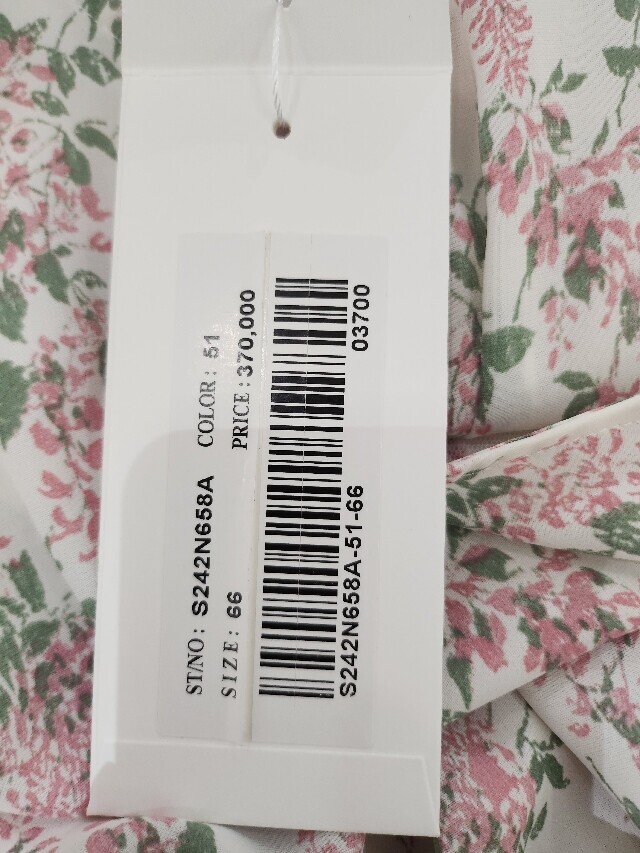 ST/NO: S242N658A COLOR: 51
SIZE: 66 PRICE: 370,000
S242N658A-51-66 03700